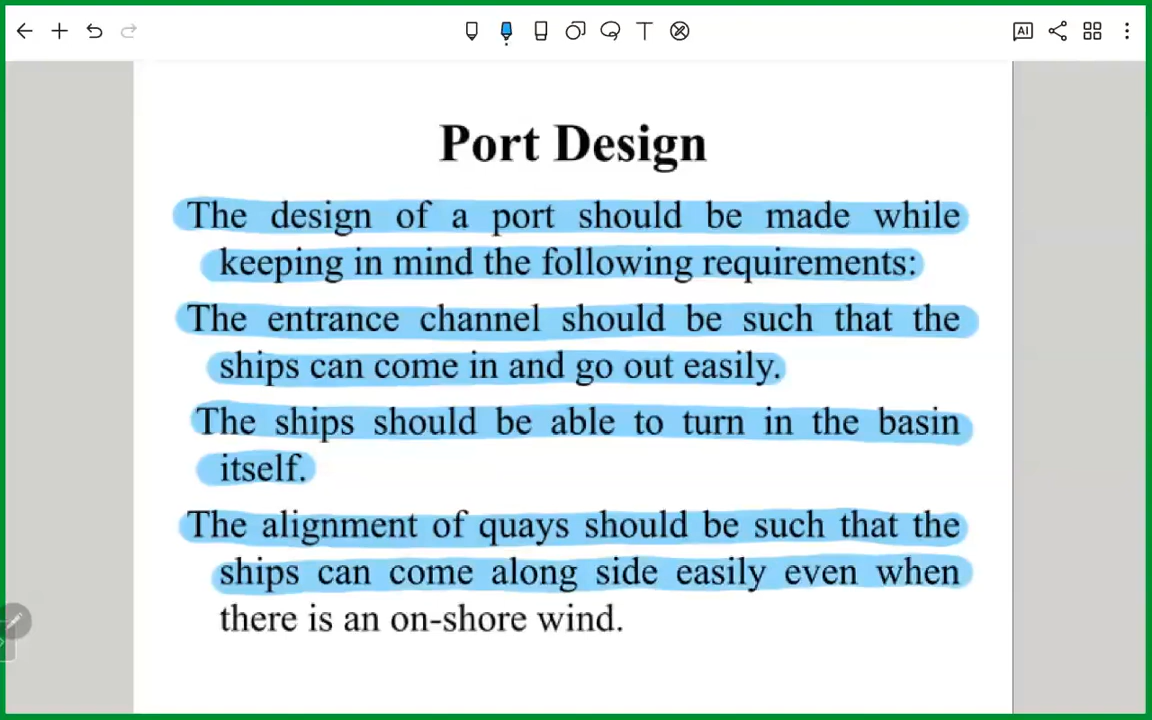 AI
T
Port Design
The design of a port should be made while
keeping in mind the following requirements:
The entrance channel should be such that the
ships can come in and go out easily.
The ships should be able to turn in the basin
itself.
The alignment of quays should be such that the
ships can come along side easily even when
there is an on-shore wind.